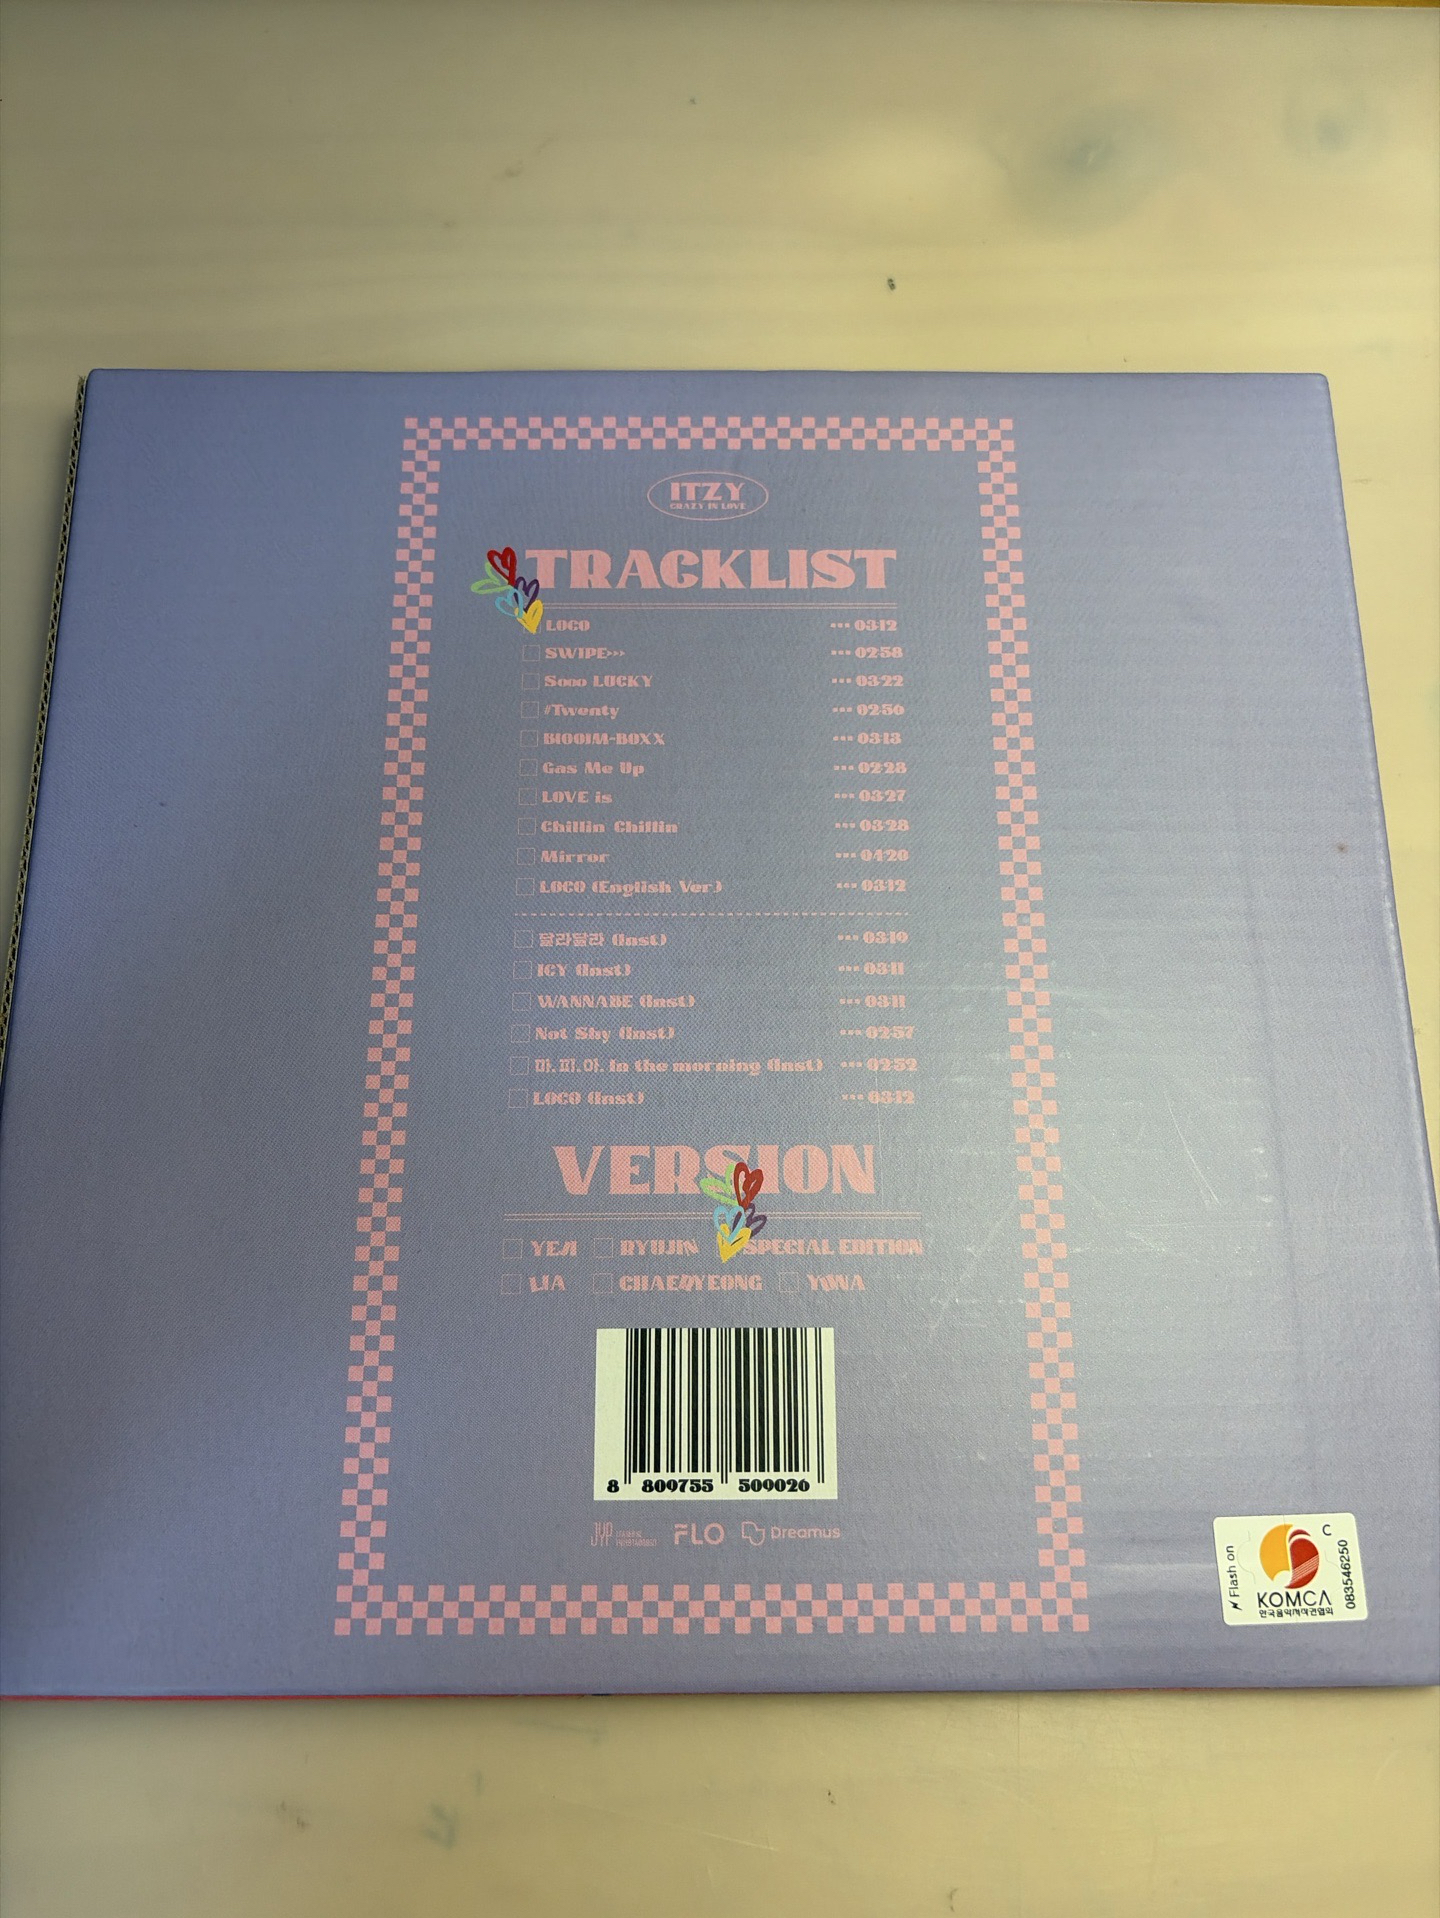 ITZY
CRAZY IN LOVE
TRACKLIST
LOCO ••• 03:12
SWIPE››› ••• 02:58
Sooo LUCKY ••• 03:22
#Twenty ••• 02:56
B[OOM-BOXX ••• 03:13
Gas Me Up ••• 02:28
LOVE is ••• 03:27
Chillin' Chillin' ••• 03:28
Mirror ••• 04:20
LOCO (English Ver.) ••• 03:12
달라달라 (Inst.) ••• 03:19
ICY (Inst.) ••• 03:11
WANNABE (Inst.) ••• 03:11
Not Shy (Inst.) ••• 02:57
마.피.아. In the morning (Inst.) ••• 02:52
LOCO (Inst.) ••• 03:12
VERSION
YEJI RYUJIN SPECIAL EDITION
LIA CHAERYEONG YUNA
8 809755 509026
JYP FLO Dreamus
Flash on
C
KOMCA
한국음악저작권협회
083546250